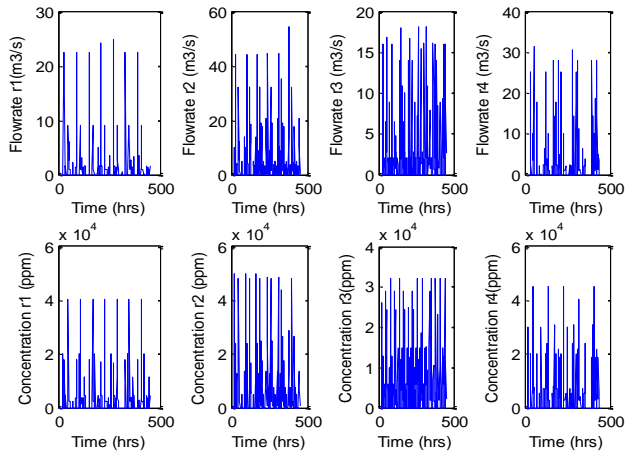 Flowrate r1(m3/s)
30
20
10
0
0
500
Time (hrs)
Flowrate r2 (m3/s)
60
40
20
0
0
500
Time (hrs)
Flowrate r3 (m3/s)
20
15
10
5
0
0
500
Time (hrs)
Flowrate r4 (m3/s)
40
30
20
10
0
0
500
Time (hrs)
x 10^4
Concentration r1 (ppm)
6
4
2
0
0
500
Time (hrs)
x 10^4
Concentration r2 (ppm)
6
4
2
0
0
500
Time (hrs)
x 10^4
Concentration r3(ppm)
4
3
2
1
0
0
500
Time (hrs)
x 10^4
Concentration r4(ppm)
6
4
2
0
0
500
Time (hrs)